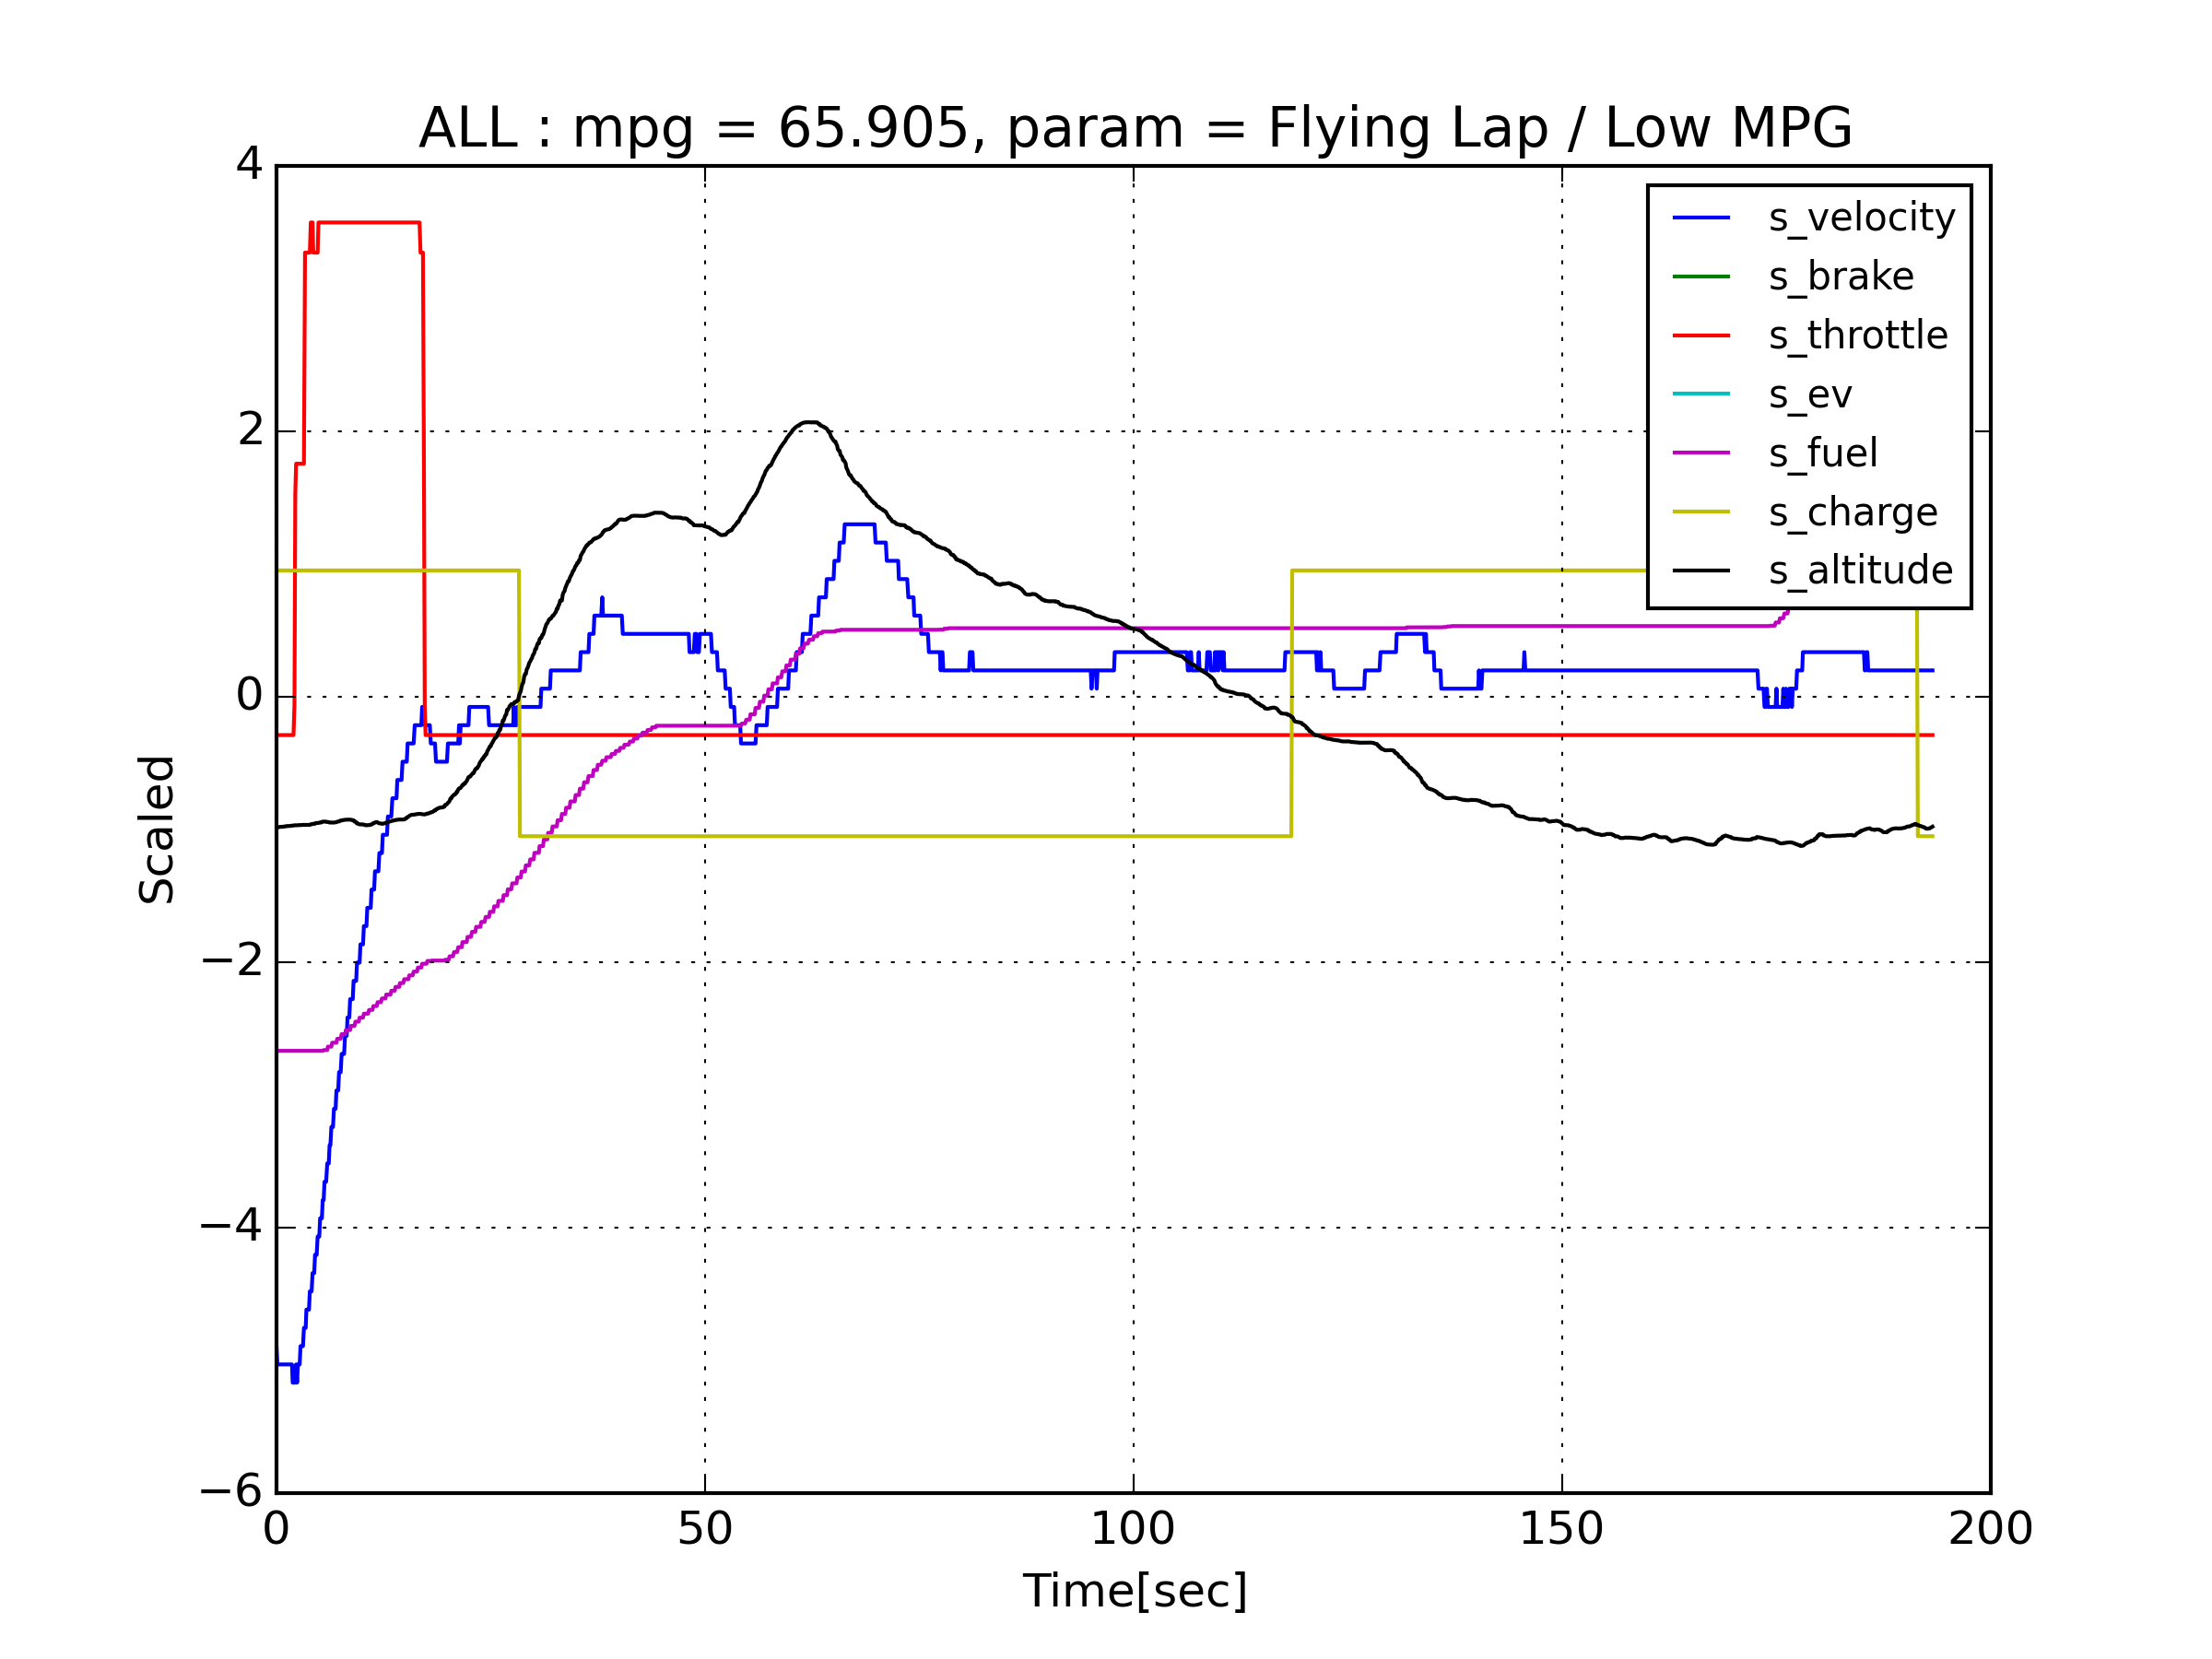 ALL : mpg = 65.905, param = Flying Lap / Low MPG
4
2
0
−2
−4
−6
Scaled
s_velocity
s_brake
s_throttle
s_ev
s_fuel
s_charge
s_altitude
0 50 100 150 200
Time[sec]